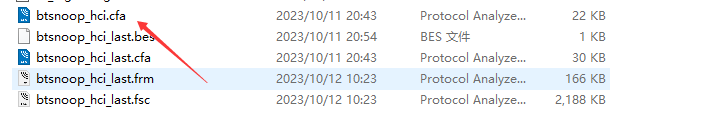 btsnoop_hci.cfa 2023/10/11 20:43 Protocol Analyze... 22 KB
btsnoop_hci_last.bes 2023/10/11 20:54 BES 文件 1 KB
btsnoop_hci_last.cfa 2023/10/11 20:43 Protocol Analyze... 30 KB
btsnoop_hci_last.frm 2023/10/12 10:23 Protocol Analyze... 166 KB
btsnoop_hci_last.fsc 2023/10/12 10:23 Protocol Analyze... 2,188 KB